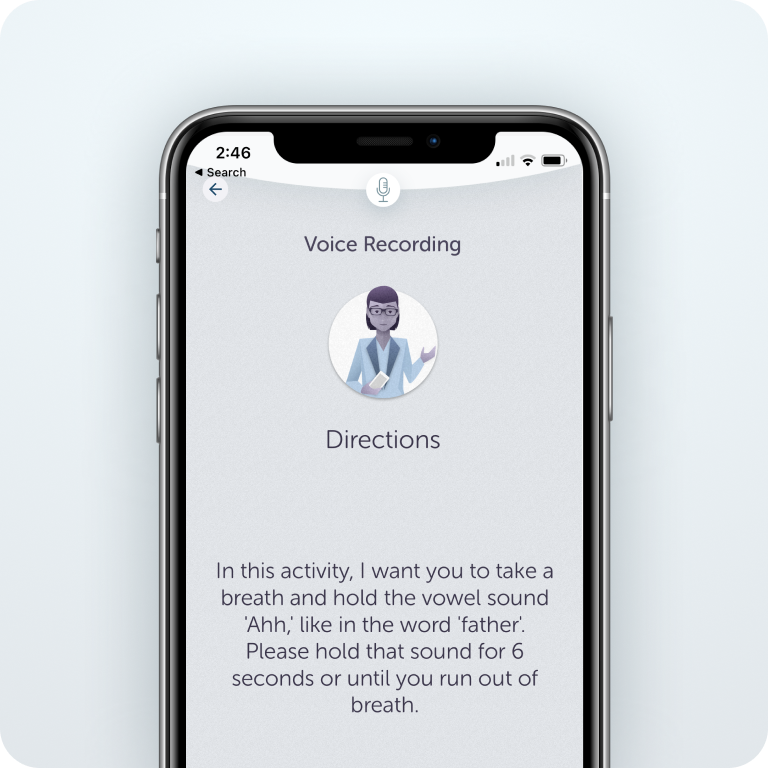 2:46
◀ Search
Voice Recording
Directions
In this activity, I want you to take a
breath and hold the vowel sound
'Ahh,' like in the word 'father'.
Please hold that sound for 6
seconds or until you run out of
breath.